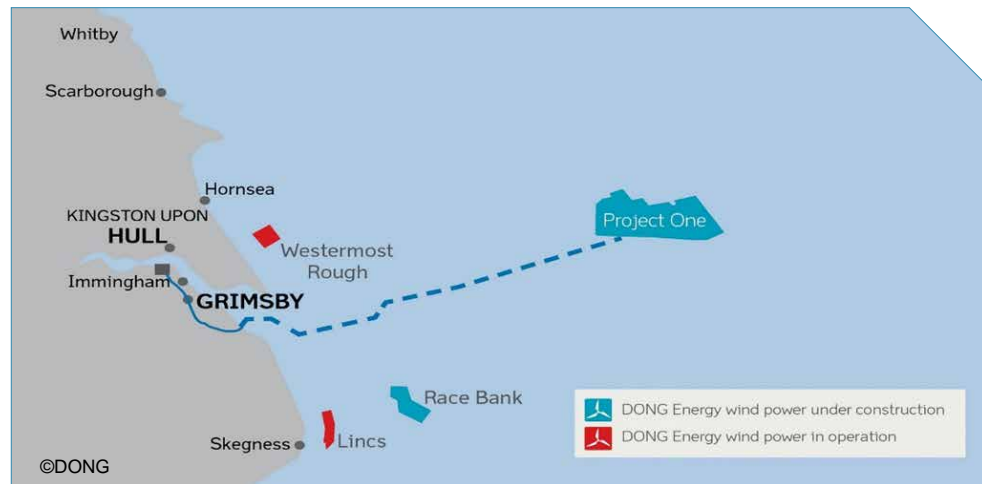 Whitby
Scarborough
Hornsea
KINGSTON UPON
HULL
Project One
Westermost
Rough
Immingham
GRIMSBY
Race Bank
Skegness
Lincs
DONG Energy wind power under construction
DONG Energy wind power in operation
©DONG